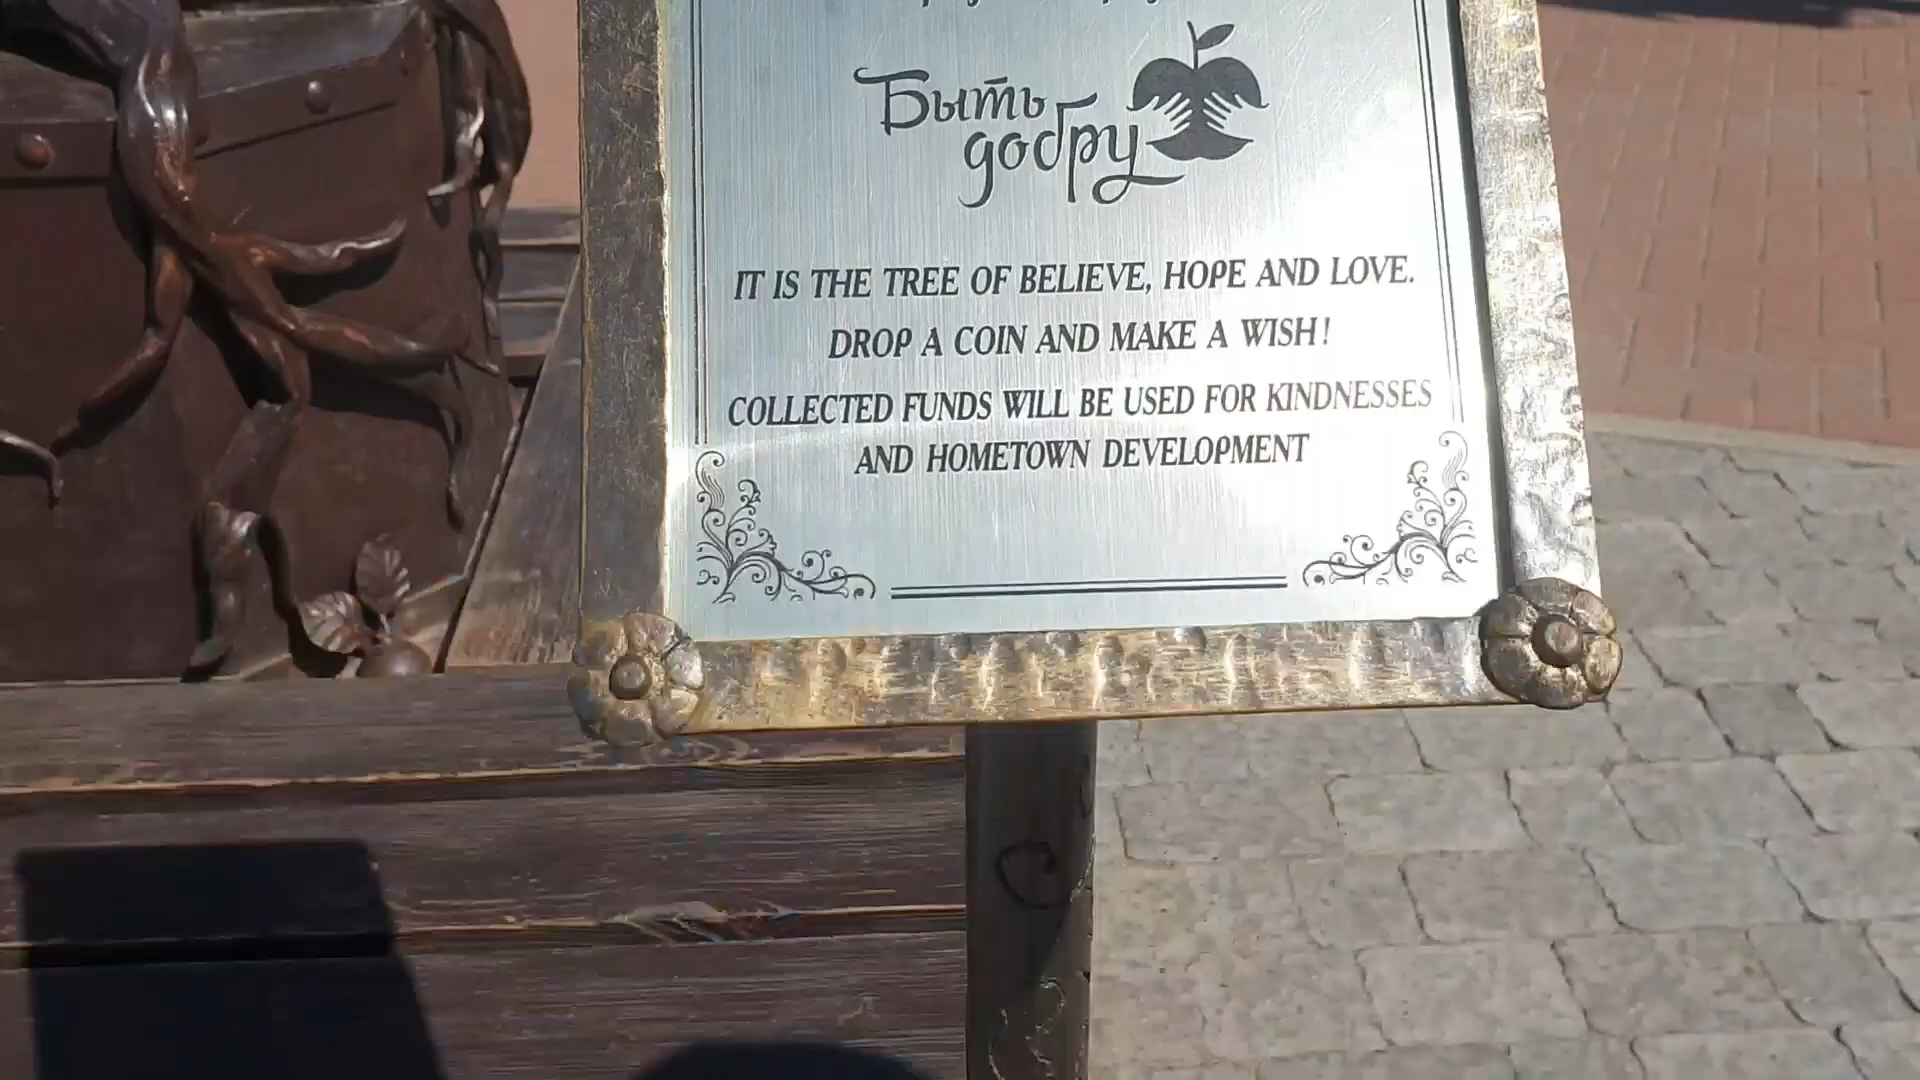 Быть
добру
IT IS THE TREE OF BELIEVE, HOPE AND LOVE.
DROP A COIN AND MAKE A WISH!
COLLECTED FUNDS WILL BE USED FOR KINDNESSES
AND HOMETOWN DEVELOPMENT